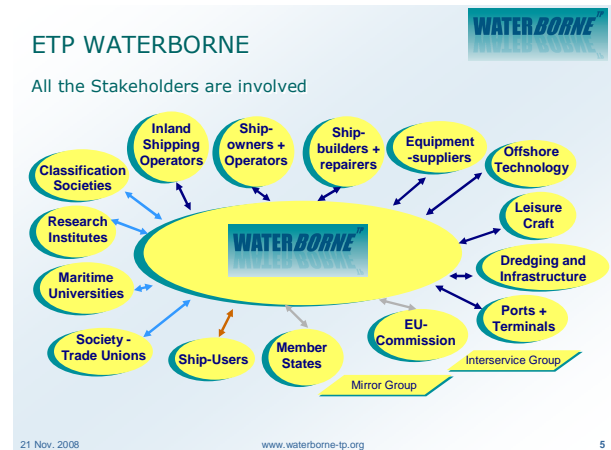 ETP WATERBORNE
WATERBORNE TP
All the Stakeholders are involved
Inland
Shipping
Operators
Ship-
owners +
Operators
Ship-
builders +
repairers
Equipment
-suppliers
Offshore
Technology
Classification
Societies
Leisure
Craft
Research
Institutes
WATERBORNE TP
Dredging and
Infrastructure
Maritime
Universities
Ports +
Terminals
EU-
Commission
Society -
Trade Unions
Ship-Users
Member
States
Interservice Group
Mirror Group
21 Nov. 2008
www.waterborne-tp.org
5